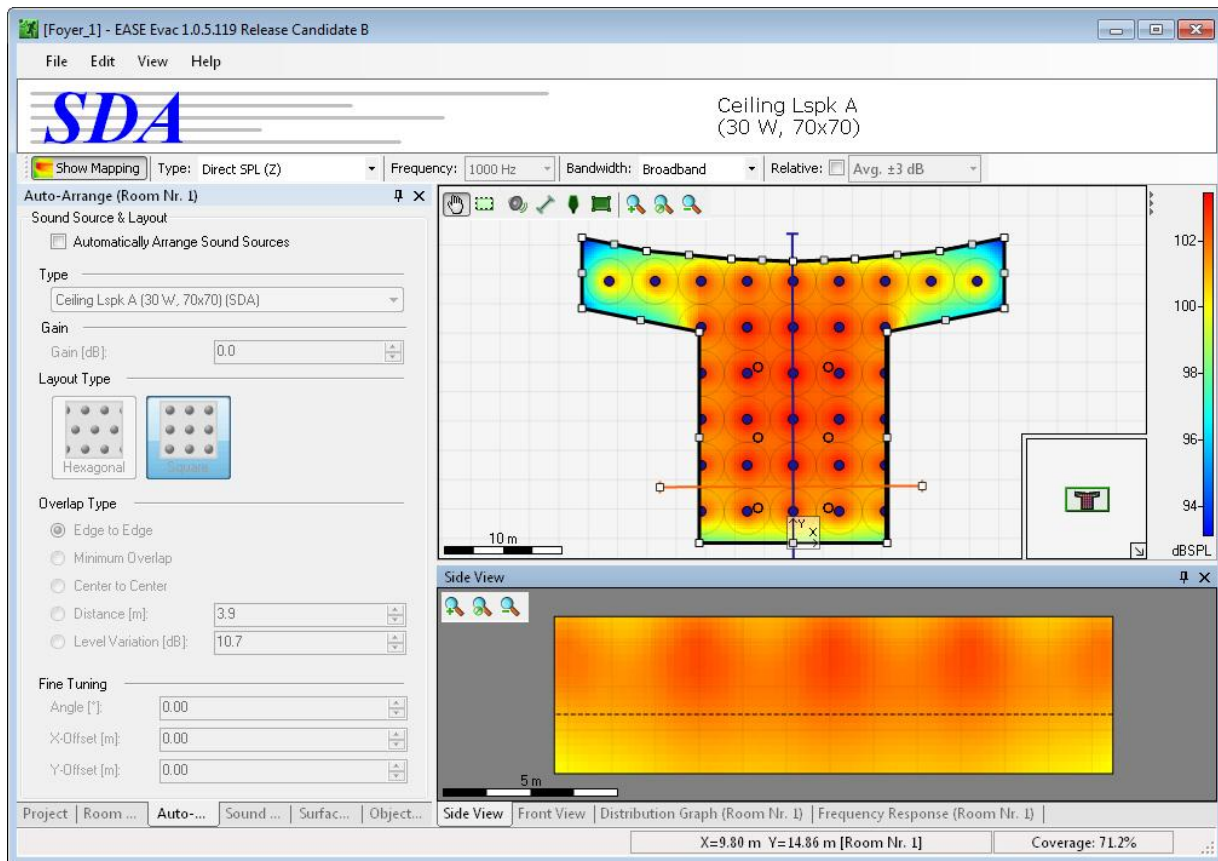 [Foyer_1] - EASE Evac 1.0.5.119 Release Candidate B
File Edit View Help
SDA
Ceiling Lspk A
(30 W, 70x70)
Show Mapping Type: Direct SPL (Z) Frequency: 1000 Hz Bandwidth: Broadband Relative: Avg. ±3 dB
Auto-Arrange (Room Nr. 1)
Sound Source & Layout
Automatically Arrange Sound Sources
Type
Ceiling Lspk A (30 W, 70x70) (SDA)
Gain
Gain [dB]: 0.0
Layout Type
Hexagonal Square
Overlap Type
Edge to Edge
Minimum Overlap
Center to Center
Distance [m]: 3.9
Level Variation [dB]: 10.7
Fine Tuning
Angle [°]: 0.00
X-Offset [m]: 0.00
Y-Offset [m]: 0.00
Project Room ... Auto-... Sound ... Surfac... Object...
Y
X
10 m
102
100
98
96
94
dBSPL
Side View
5 m
Side View Front View Distribution Graph (Room Nr. 1) Frequency Response (Room Nr. 1)
X=9.80 m Y=14.86 m [Room Nr. 1] Coverage: 71.2%